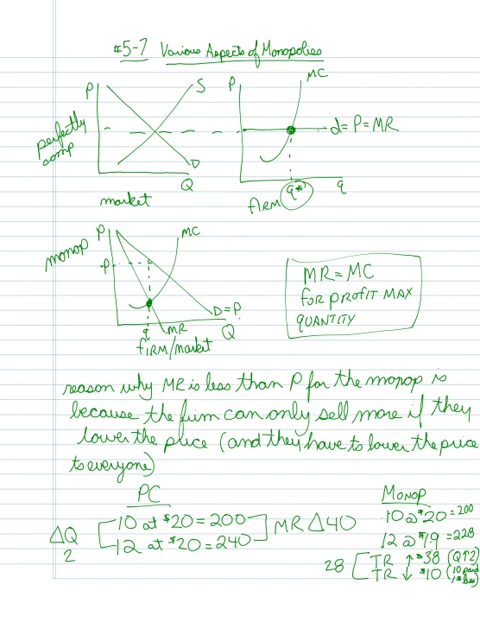 #5-7 Various Aspects of Monopolies
P S P MC
perfectly comp
d=P=MR
D
Q q* q
market FIRM
P MC
monop
P
D=P
q MR Q
FIRM/market
MR = MC
FOR PROFIT MAX
QUANTITY
reason why MR is less than P for the monop is
because the firm can only sell more if they
lower the price (and they have to lower the price
to everyone)
PC Monop
10 at $20 = 200 10@$20=200
12 at $20 = 240 12@$19=228
MR Δ40
ΔQ
2
28 TR ↑$38 (Q↑2)
TR ↓$10 (10 paid